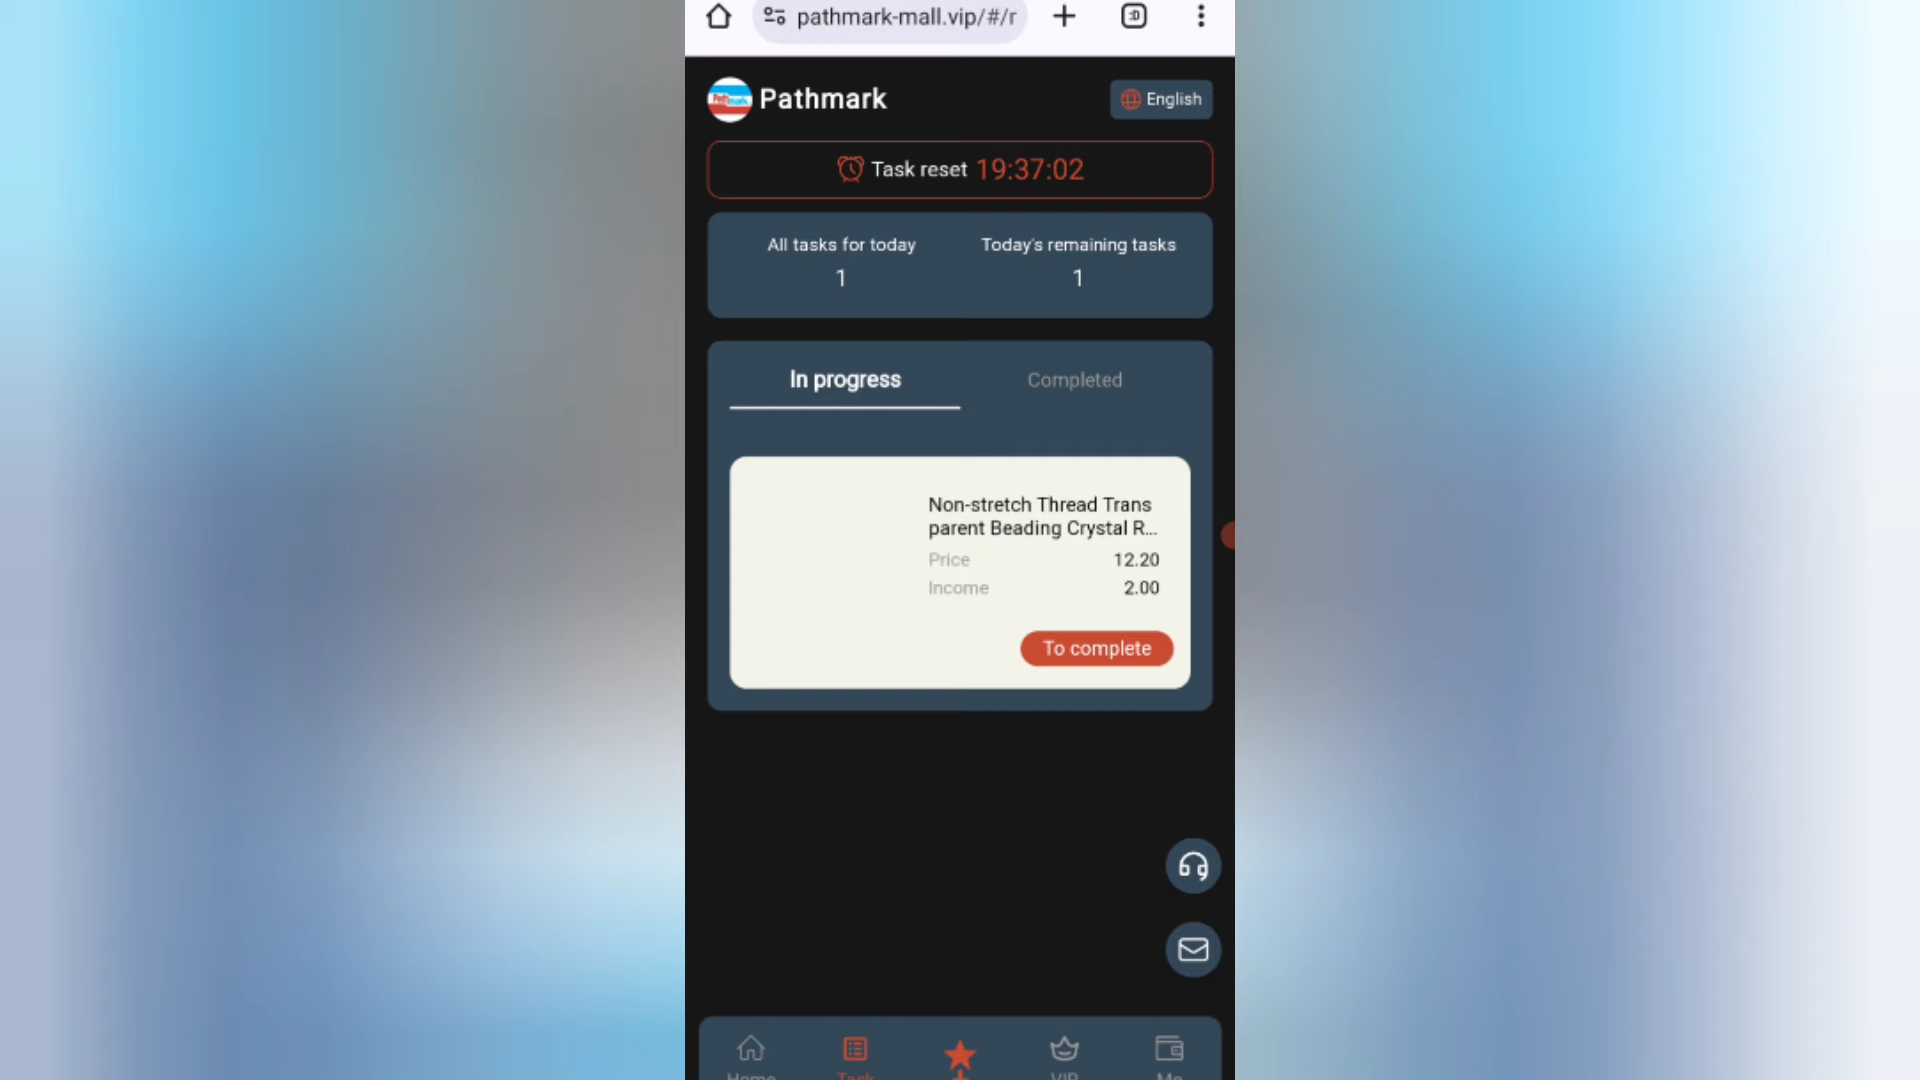 pathmark-mall.vip/#/r
:D
Pathmark
English
Task reset 19:37:02
All tasks for today
Today's remaining tasks
1
1
In progress
Completed
Non-stretch Thread Trans
parent Beading Crystal R...
Price
12.20
Income
2.00
To complete
Home
Task
VIP
Me